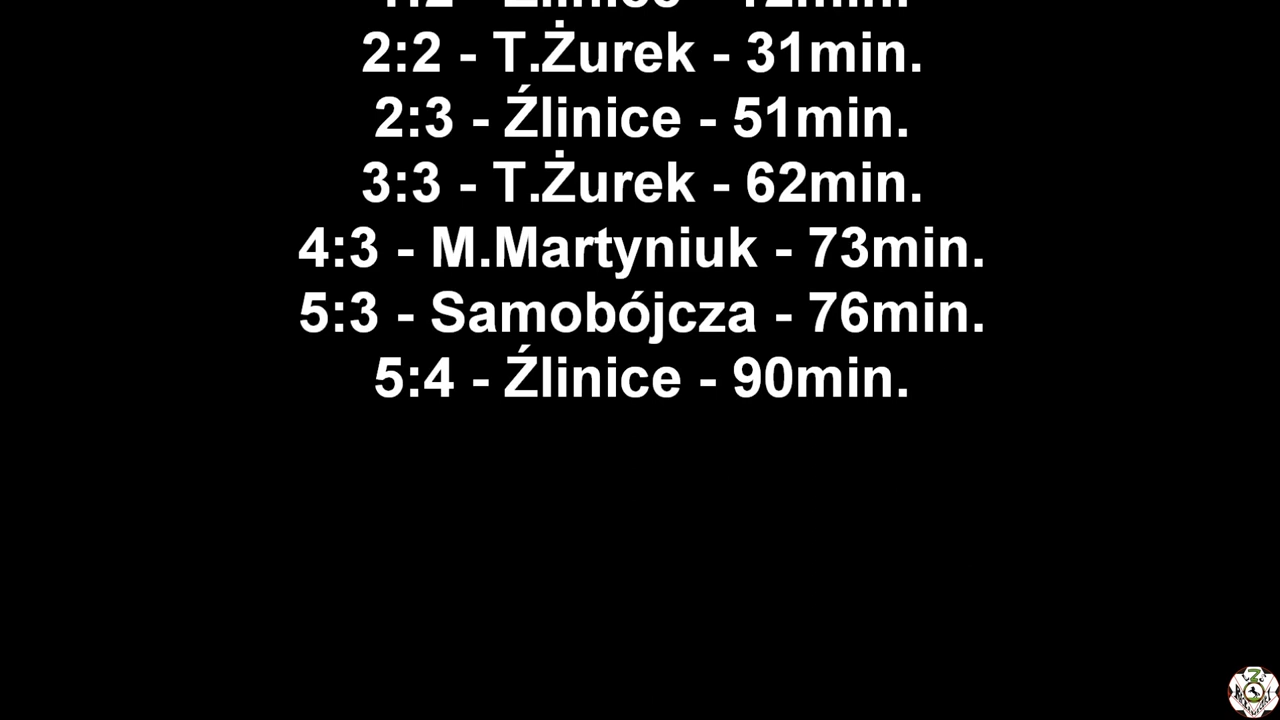 2:2 - T.Żurek - 31min.
2:3 - Źlinice - 51min.
3:3 - T.Żurek - 62min.
4:3 - M.Martyniuk - 73min.
5:3 - Samobójcza - 76min.
5:4 - Źlinice - 90min.